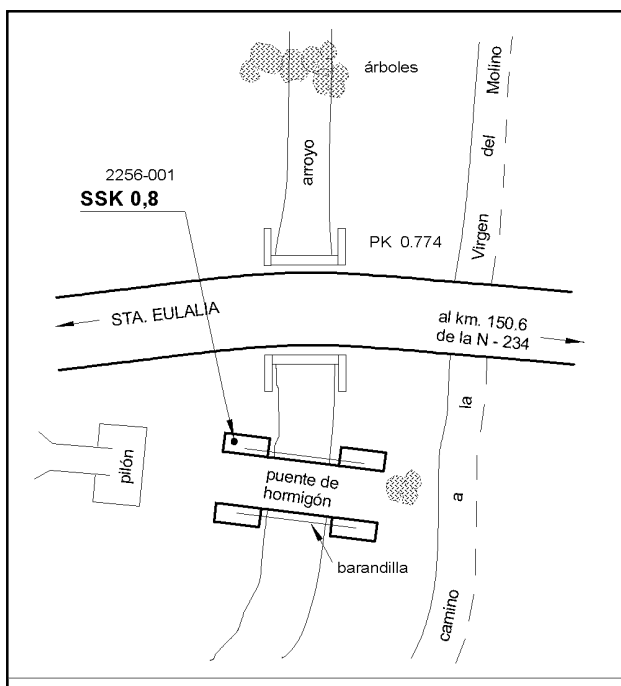 árboles
Molino
del
Virgen
la
a
camino
arroyo
2256-001
SSK 0,8
PK 0.774
STA. EULALIA
al km. 150.6
de la N - 234
pilón
puente de
hormigón
barandilla